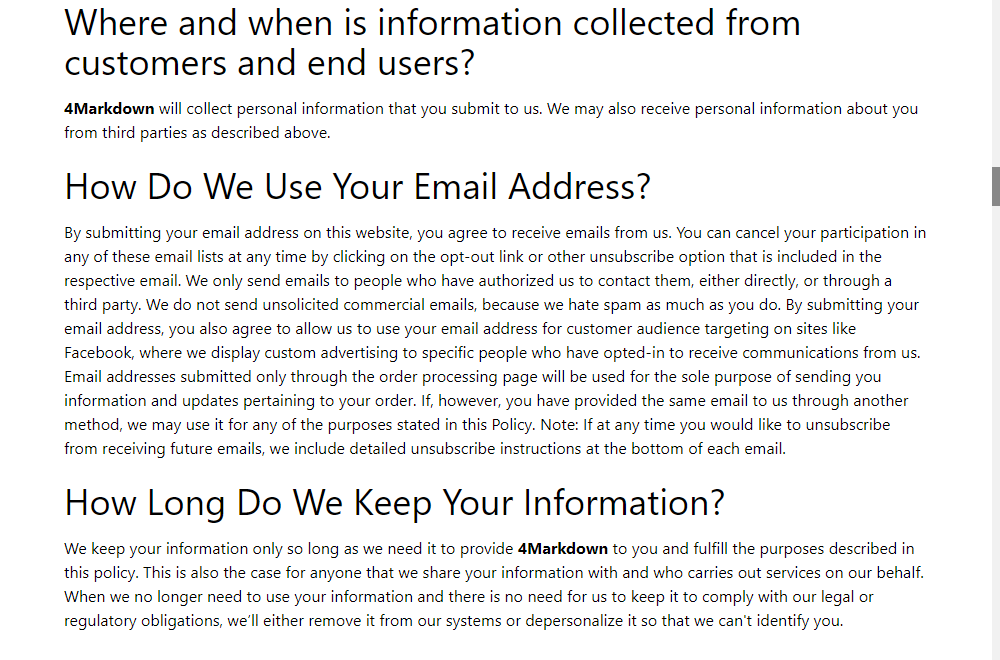 Where and when is information collected from
customers and end users?
4Markdown will collect personal information that you submit to us. We may also receive personal information about you
from third parties as described above.
How Do We Use Your Email Address?
By submitting your email address on this website, you agree to receive emails from us. You can cancel your participation in
any of these email lists at any time by clicking on the opt-out link or other unsubscribe option that is included in the
respective email. We only send emails to people who have authorized us to contact them, either directly, or through a
third party. We do not send unsolicited commercial emails, because we hate spam as much as you do. By submitting your
email address, you also agree to allow us to use your email address for customer audience targeting on sites like
Facebook, where we display custom advertising to specific people who have opted-in to receive communications from us.
Email addresses submitted only through the order processing page will be used for the sole purpose of sending you
information and updates pertaining to your order. If, however, you have provided the same email to us through another
method, we may use it for any of the purposes stated in this Policy. Note: If at any time you would like to unsubscribe
from receiving future emails, we include detailed unsubscribe instructions at the bottom of each email.
How Long Do We Keep Your Information?
We keep your information only so long as we need it to provide 4Markdown to you and fulfill the purposes described in
this policy. This is also the case for anyone that we share your information with and who carries out services on our behalf.
When we no longer need to use your information and there is no need for us to keep it to comply with our legal or
regulatory obligations, we'll either remove it from our systems or depersonalize it so that we can't identify you.